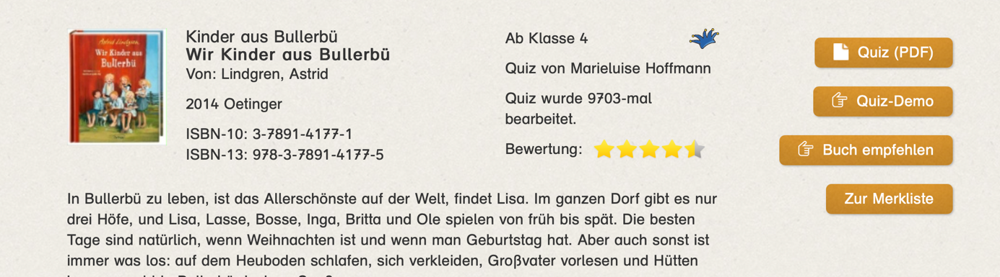 Astrid Lindgren
Wir Kinder aus
Bullerbü
Kinder aus Bullerbü
Wir Kinder aus Bullerbü
Von: Lindgren, Astrid
2014 Oetinger
ISBN-10: 3-7891-4177-1
ISBN-13: 978-3-7891-4177-5
Ab Klasse 4
Quiz von Marieluise Hoffmann
Quiz wurde 9703-mal
bearbeitet.
Bewertung:
Quiz (PDF)
Quiz-Demo
Buch empfehlen
Zur Merkliste
In Bullerbü zu leben, ist das Allerschönste auf der Welt, findet Lisa. Im ganzen Dorf gibt es nur
drei Höfe, und Lisa, Lasse, Bosse, Inga, Britta und Ole spielen von früh bis spät. Die besten
Tage sind natürlich, wenn Weihnachten ist und wenn man Geburtstag hat. Aber auch sonst ist
immer was los: auf dem Heuboden schlafen, sich verkleiden, Großvater vorlesen und Hütten